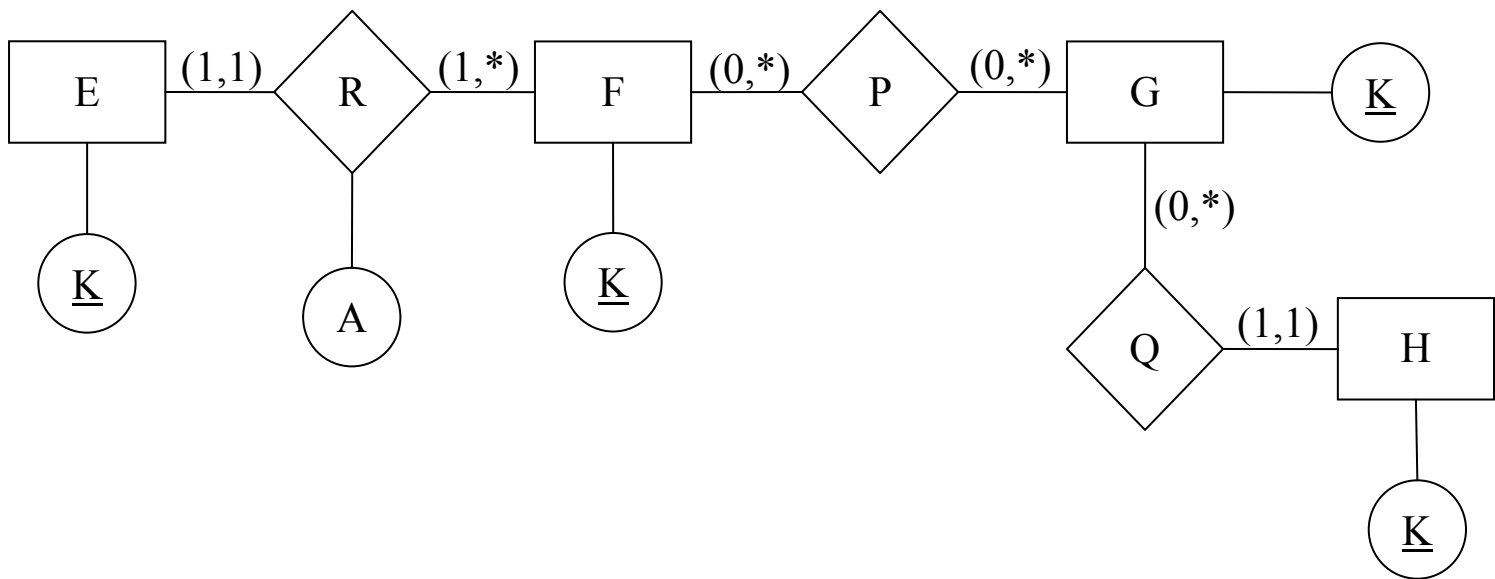 E (1,1) R (1,*) F (0,*) P (0,*) G K
(0,*)
K A K
Q (1,1) H
K